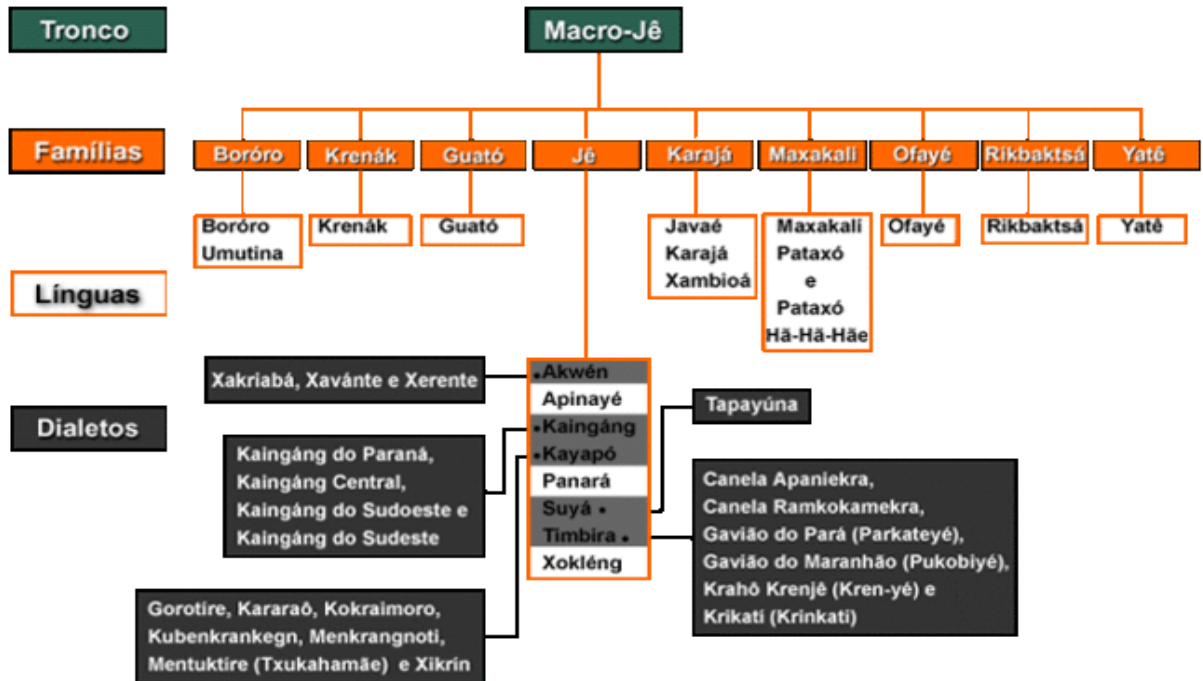 Tronco
Macro-Jê
Famílias
Boróro
Krenák
Guató
Jê
Karajá
Maxakalí
Ofayé
Rikbaktsá
Yatê
Boróro
Umutina
Krenák
Guató
Javaé
Karajá
Xambioá
Maxakalí
Pataxó
e
Pataxó
Hã-Hã-Hãe
Ofayé
Rikbaktsá
Yatê
Línguas
Xakriabá, Xavánte e Xerente
Akwén
Apinayé
Kaingáng
Kayapó
Panará
Suyá
Timbira
Xokléng
Tapayúna
Dialetos
Kaingáng do Paraná,
Kaingáng Central,
Kaingáng do Sudoeste e
Kaingáng do Sudeste
Canela Apaniekra,
Canela Ramkokamekra,
Gavião do Pará (Parkateyé),
Gavião do Maranhão (Pukobiyé),
Krahô Krenjê (Kren-yé) e
Krikatí (Krinkati)
Gorotire, Kararaô, Kokraimoro,
Kubenkrankegn, Menkrangnoti,
Mentuktire (Txukahamãe) e Xikrin